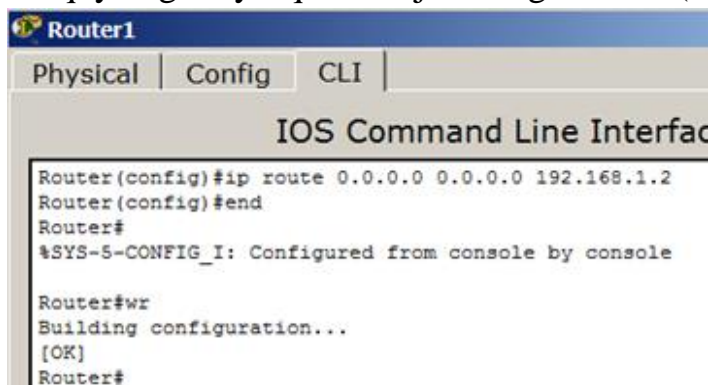 Router1
Physical Config CLI
IOS Command Line Interfac
Router(config)#ip route 0.0.0.0 0.0.0.0 192.168.1.2
Router(config)#end
Router#
%SYS-5-CONFIG_I: Configured from console by console
Router#wr
Building configuration...
[OK]
Router#